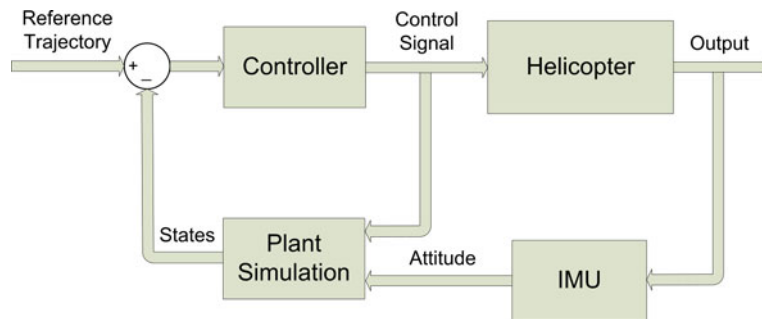 Reference
Trajectory
+
–
Controller
Control
Signal
Helicopter
Output
States
Plant
Simulation
Attitude
IMU